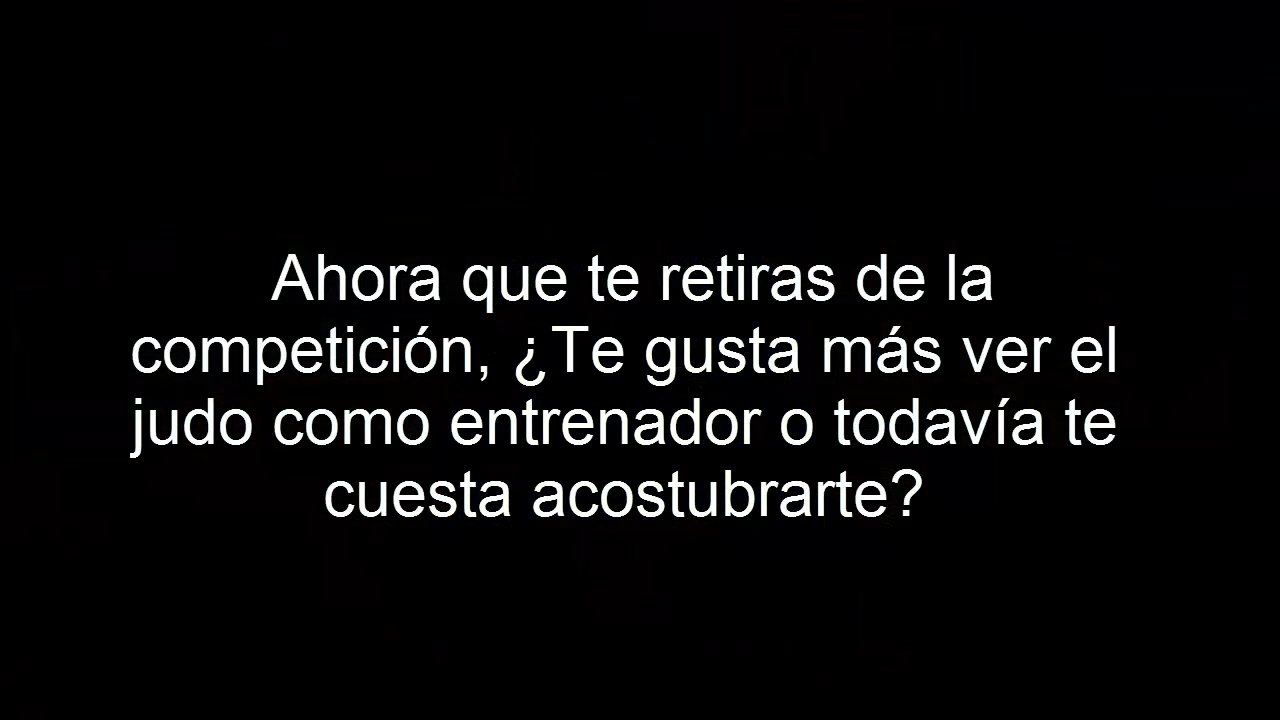 Ahora que te retiras de la
competición, ¿Te gusta más ver el
judo como entrenador o todavía te
cuesta acostubrarte?